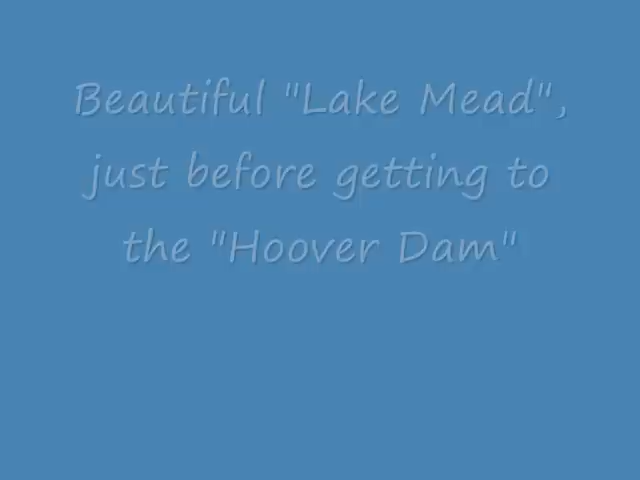 Beautiful "Lake Mead",
just before getting to
the "Hoover Dam"